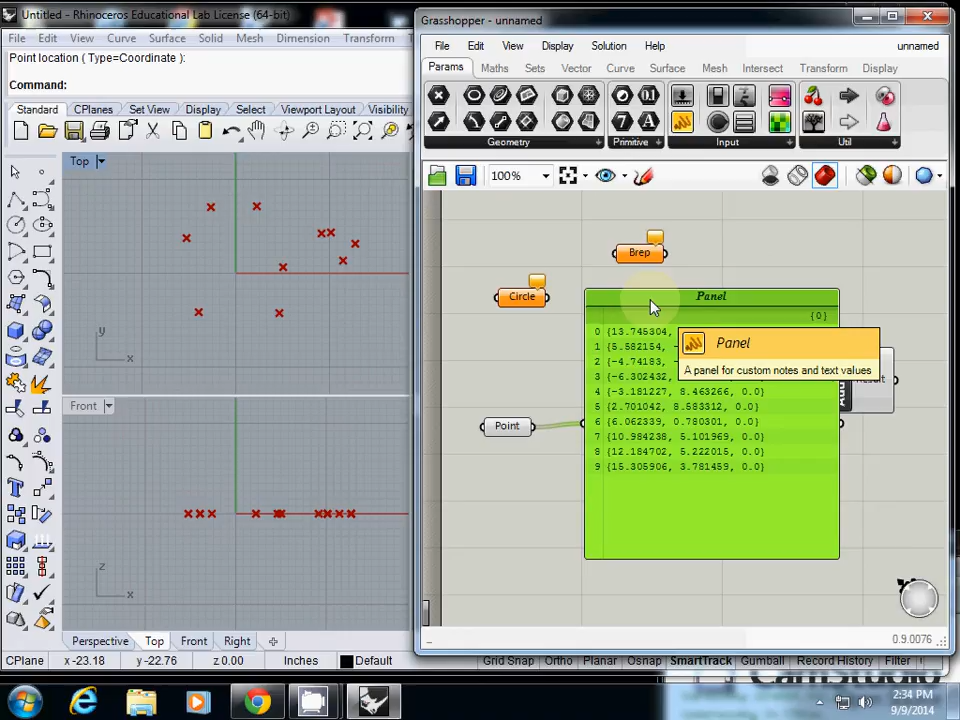 Untitled - Rhinoceros Educational Lab License (64-bit)
File Edit View Curve Surface Solid Mesh Dimension Transform
Point location ( Type=Coordinate ):
Command:
Standard CPlanes Set View Display Select Viewport Layout Visibility
Top
y
x
Front
z
x
Perspective Top Front Right
CPlane x -23.18 y -22.76 z 0.00 Inches Default Grid Snap Ortho Planar Osnap SmartTrack Gumball Record History Filter
Grasshopper - unnamed
File Edit View Display Solution Help unnamed
Params Maths Sets Vector Curve Surface Mesh Intersect Transform Display
Geometry Primitive Input Util
100%
Brep
Circle
Panel
{0}
0 {13.745304,
1 {5.582154,
2 {-4.74183,
3 {-6.302432,
4 {-3.181227, 8.463266, 0.0}
5 {2.701042, 8.583312, 0.0}
6 {6.062339, 0.780301, 0.0}
7 {10.984238, 5.101969, 0.0}
8 {12.184702, 5.222015, 0.0}
9 {15.305906, 3.781459, 0.0}
Panel
A panel for custom notes and text values
Point
0.9.0076
2:34 PM
9/9/2014